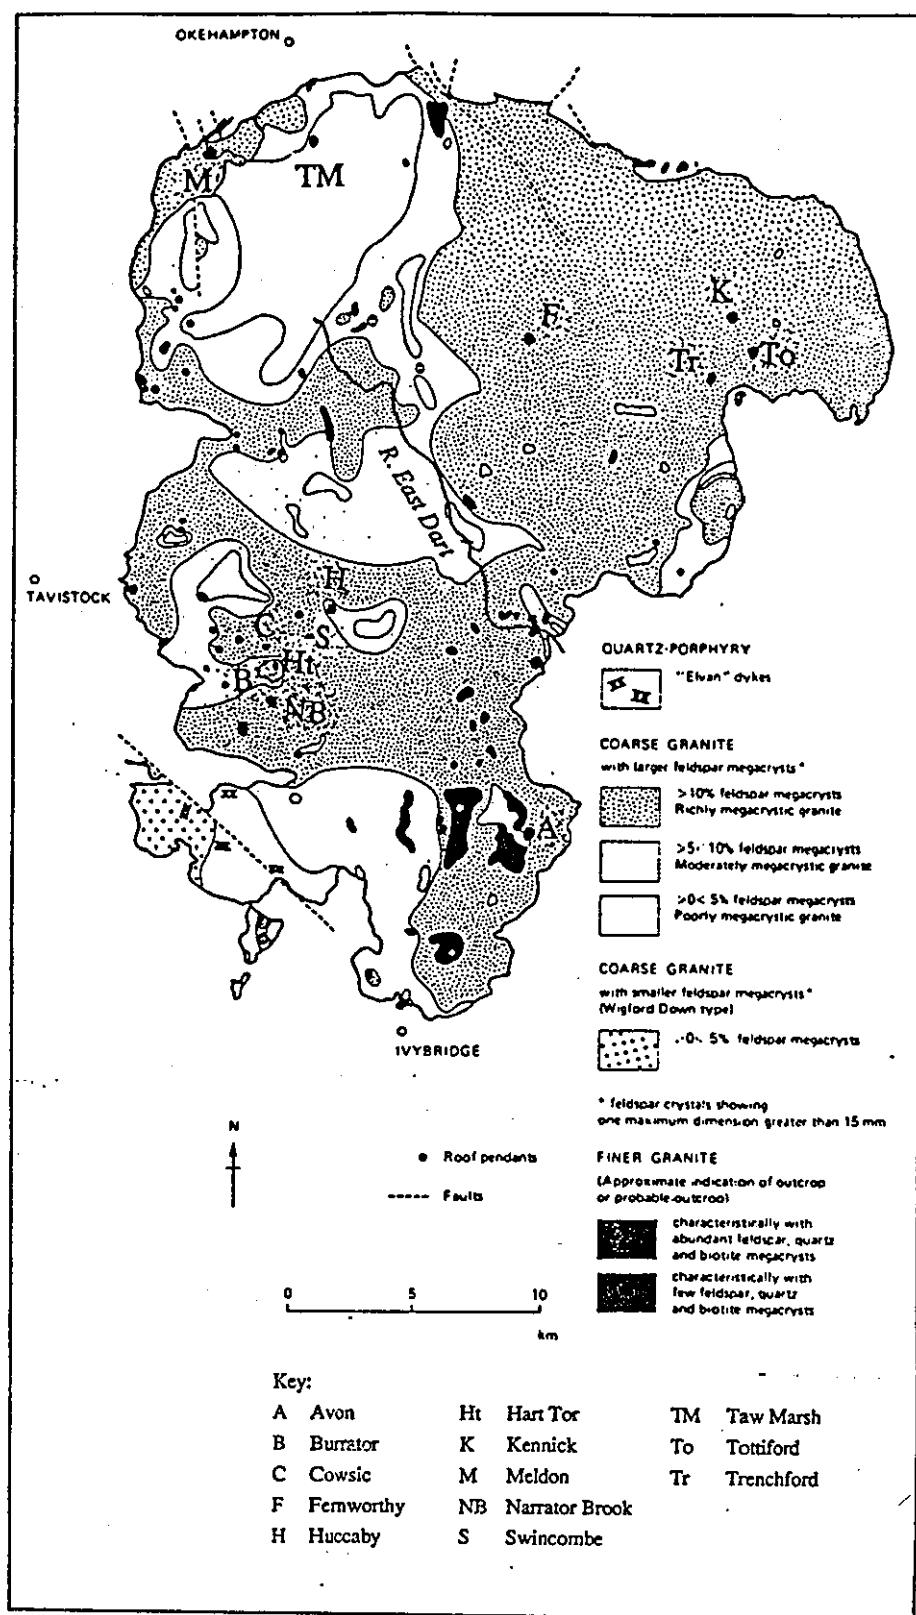 OKEHAMPTON
M
TM
K
F
Tr
To
R. East Dart
H
TAVISTOCK
C
S
Ht
B
NB
A
IVYBRIDGE
QUARTZ-PORPHYRY
"Elvan" dykes
COARSE GRANITE
with larger feldspar megacrysts*
>10% feldspar megacrysts
Richly megacrystic granite
>5 10% feldspar megacrysts
Moderately megacrystic granite
>0< 5% feldspar megacrysts
Poorly megacrystic granite
COARSE GRANITE
with smaller feldspar megacrysts*
(Wigford Down type)
5% feldspar megacrysts
* feldspar crystals showing
one maximum dimension greater than 15 mm
N
Roof pendants
Faults
FINER GRANITE
(Approximate indication of outcrop
or probable outcrop)
characteristically with
abundant feldspar, quartz
and biotite megacrysts
characteristically with
few feldspar, quartz
and biotite megacrysts
0 5 10
km
Key:
A Avon Ht Hart Tor TM Taw Marsh
B Burrator K Kennick To Tottiford
C Cowsic M Meldon Tr Trenchford
F Fernworthy NB Narrator Brook
H Huccaby S Swincombe